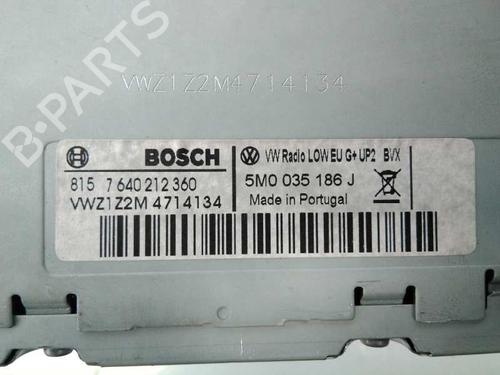 VWZ1Z2M4714134
B-PARTS
BOSCH
VW Radio LOW EU G+ UP2 BVX
815 7 640 212 360
5M0 035 186 J
VWZ1Z2M 4714134
Made in Portugal